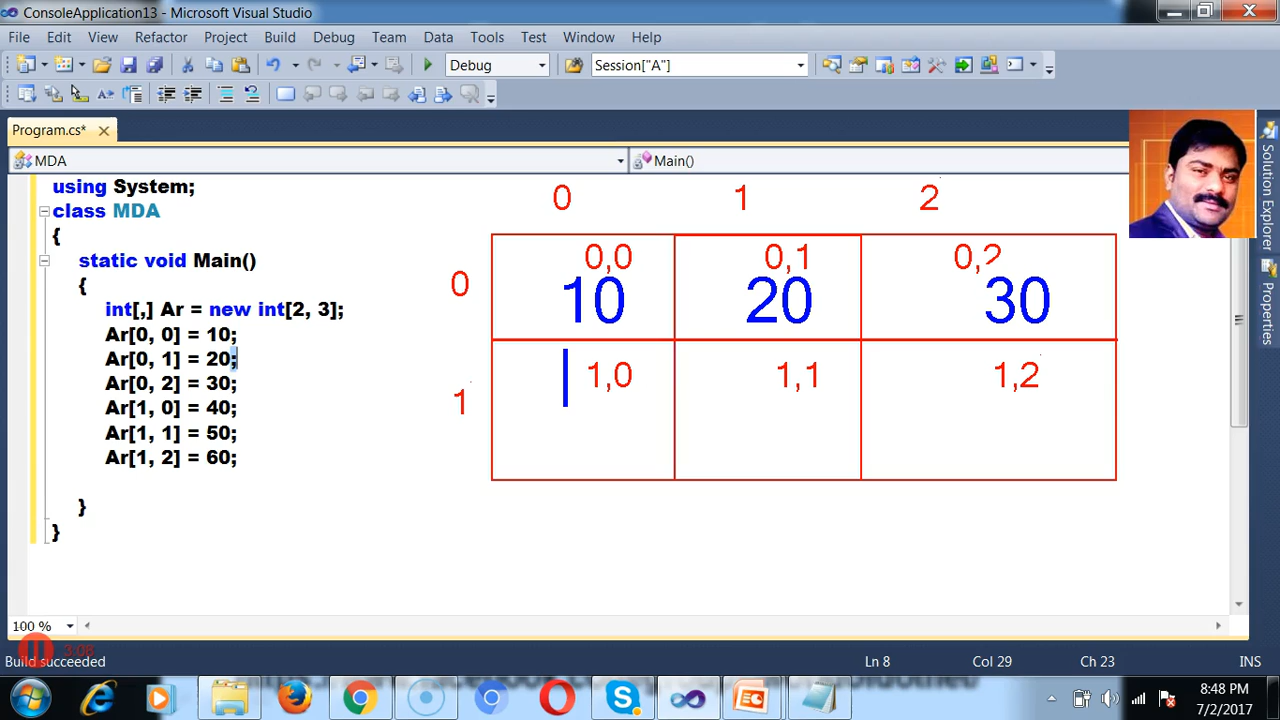 ConsoleApplication13 - Microsoft Visual Studio
File Edit View Refactor Project Build Debug Team Data Tools Test Window Help
Debug Session["A"]
Program.cs*
MDA Main()
Solution Explorer
Properties
using System;
class MDA
{
static void Main()
{
int[,] Ar = new int[2, 3];
Ar[0, 0] = 10;
Ar[0, 1] = 20;
Ar[0, 2] = 30;
Ar[1, 0] = 40;
Ar[1, 1] = 50;
Ar[1, 2] = 60;
}
}
0 1 2
0 0,0 0,1 0,2
10 20 30
1 1,0 1,1 1,2
100 %
3:08
Build succeeded Ln 8 Col 29 Ch 23 INS
8:48 PM
7/2/2017